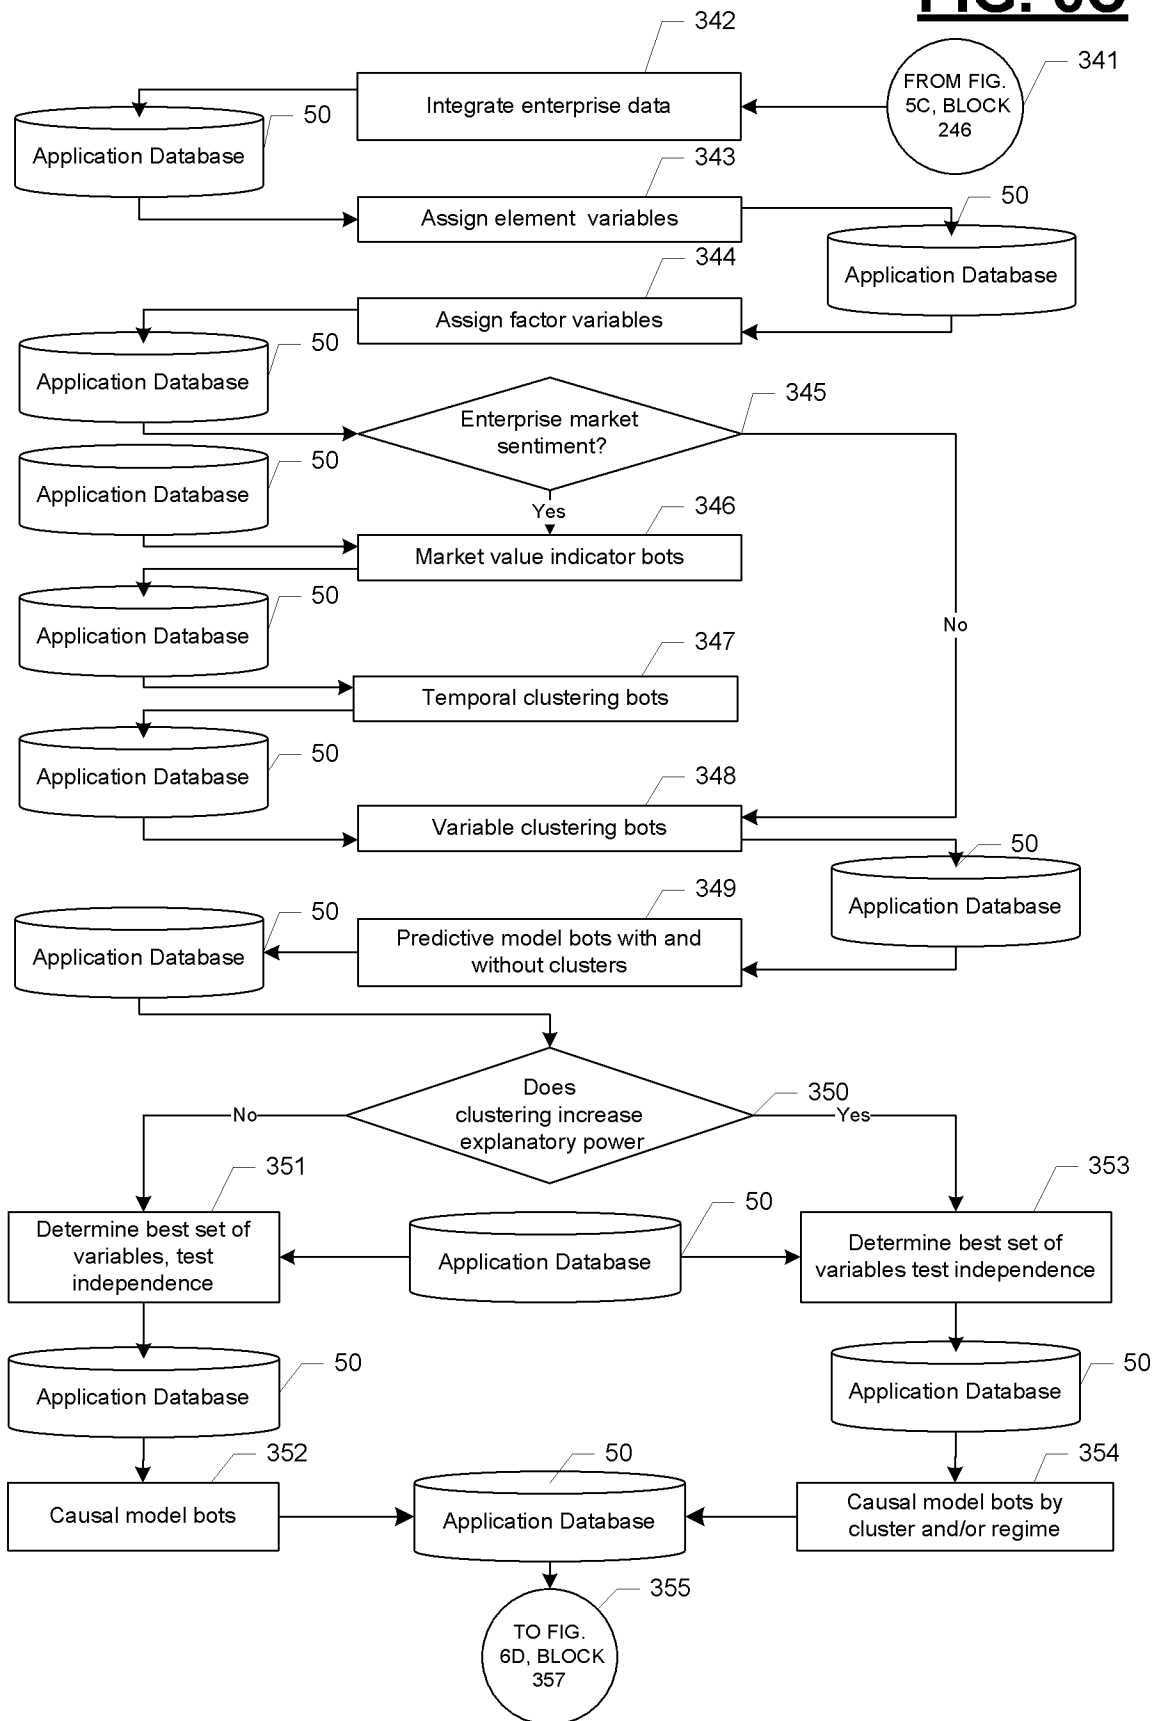 342
341
Integrate enterprise data
FROM FIG.
5C, BLOCK
246
50
Application Database
343
Assign element variables
50
Application Database
344
Assign factor variables
50
Application Database
345
Enterprise market
sentiment?
50
Application Database
Yes
346
Market value indicator bots
50
Application Database
No
347
Temporal clustering bots
50
Application Database
348
Variable clustering bots
50
Application Database
349
Predictive model bots with and
without clusters
50
Application Database
Does
clustering increase
explanatory power
350
No
Yes
351
Determine best set of
variables, test
independence
50
Application Database
353
Determine best set of
variables test independence
50
Application Database
50
Application Database
352
Causal model bots
50
Application Database
354
Causal model bots by
cluster and/or regime
355
TO FIG.
6D, BLOCK
357